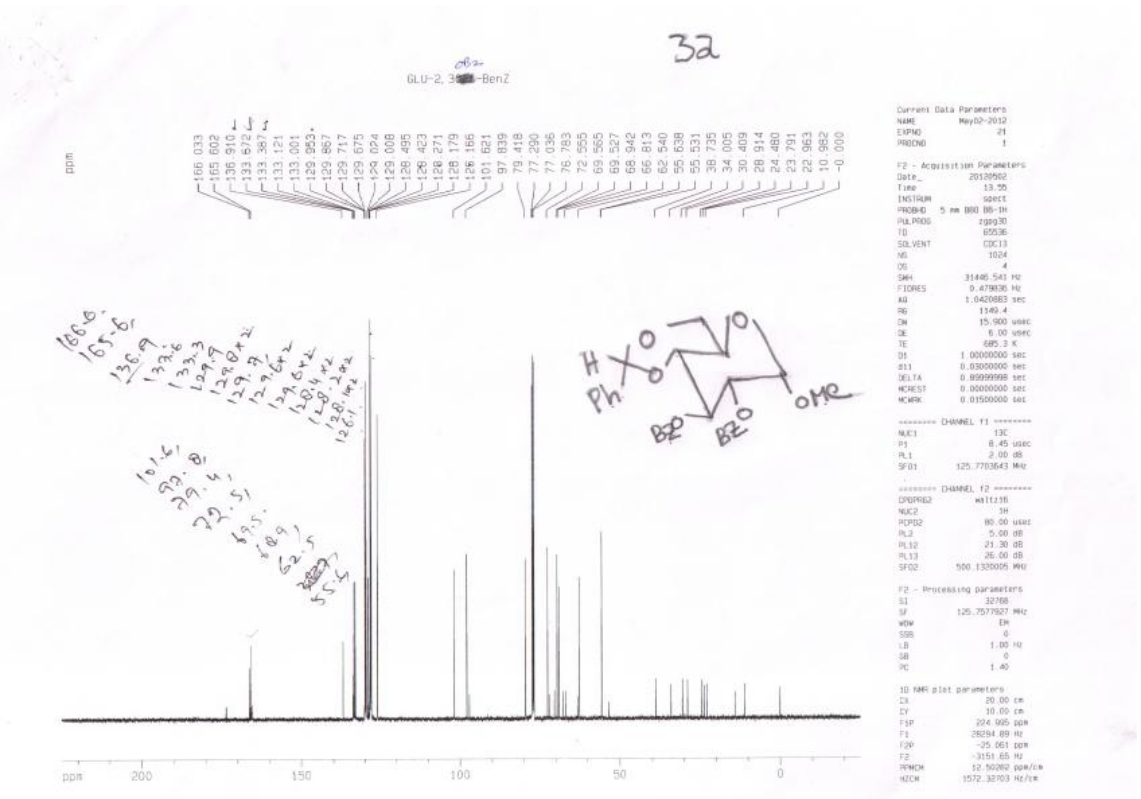 32
OBz
GLU-2, 3-BenZ
ppm
166.033
165.602
136.910
133.672
133.387
133.121
133.001
129.953
129.867
129.717
129.675
129.024
129.008
128.495
128.423
128.271
128.179
126.166
101.621
97.839
79.418
77.290
77.036
76.783
72.555
69.565
69.527
68.942
66.813
62.540
55.638
55.531
38.735
34.005
30.409
28.914
24.480
23.791
22.963
10.982
-0.000
166.0,
165.6,
136.9
133.6
133.3
129.9
129.8x2
129.7
129.6x2
129.6x2
128.4x2
128.2x2
128.1x2
126.1
101.6,
97.8,
79.4,
72.5,
69.5.
68.9,
62.5
55.6
H
Ph
O
O
O
OMe
BzO
BzO
Current Data Parameters
NAME May02-2012
EXPNO 21
PROCNO 1
F2 - Acquisition Parameters
Date_ 20120502
Time 13.55
INSTRUM spect
PROBHD 5 mm BBO BB-1H
PULPROG zgpg30
TD 65536
SOLVENT CDCl3
NS 1024
DS 4
SWH 31446.541 Hz
FIDRES 0.479836 Hz
AQ 1.0420883 sec
RG 1149.4
DW 15.900 usec
DE 6.00 usec
TE 685.3 K
D1 1.00000000 sec
d11 0.03000000 sec
DELTA 0.89999998 sec
MCREST 0.00000000 sec
MCWRK 0.01500000 sec
======== CHANNEL f1 ========
NUC1 13C
P1 8.45 usec
PL1 2.00 dB
SFO1 125.7703643 MHz
======== CHANNEL f2 ========
CPDPRG2 waltz16
NUC2 1H
PCPD2 80.00 usec
PL2 5.00 dB
PL12 21.30 dB
PL13 26.00 dB
SFO2 500.1320005 MHz
F2 - Processing parameters
SI 32768
SF 125.7577927 MHz
WDW EM
SSB 0
LB 1.00 Hz
GB 0
PC 1.40
1D NMR plot parameters
CX 20.00 cm
CY 10.00 cm
F1P 224.995 ppm
F1 28294.89 Hz
F2P -25.061 ppm
F2 -3151.65 Hz
PPMCM 12.50282 ppm/cm
HZCM 1572.32703 Hz/cm
ppm 200 150 100 50 0